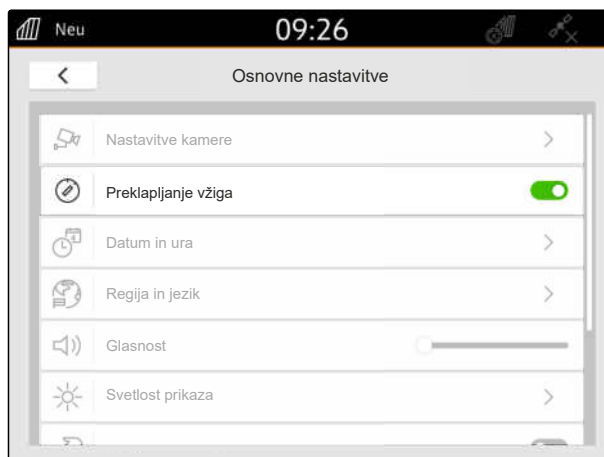 Neu
09:26
Osnovne nastavitve
Nastavitve kamere
Preklapljanje vžiga
Datum in ura
Regija in jezik
Glasnost
Svetlost prikaza